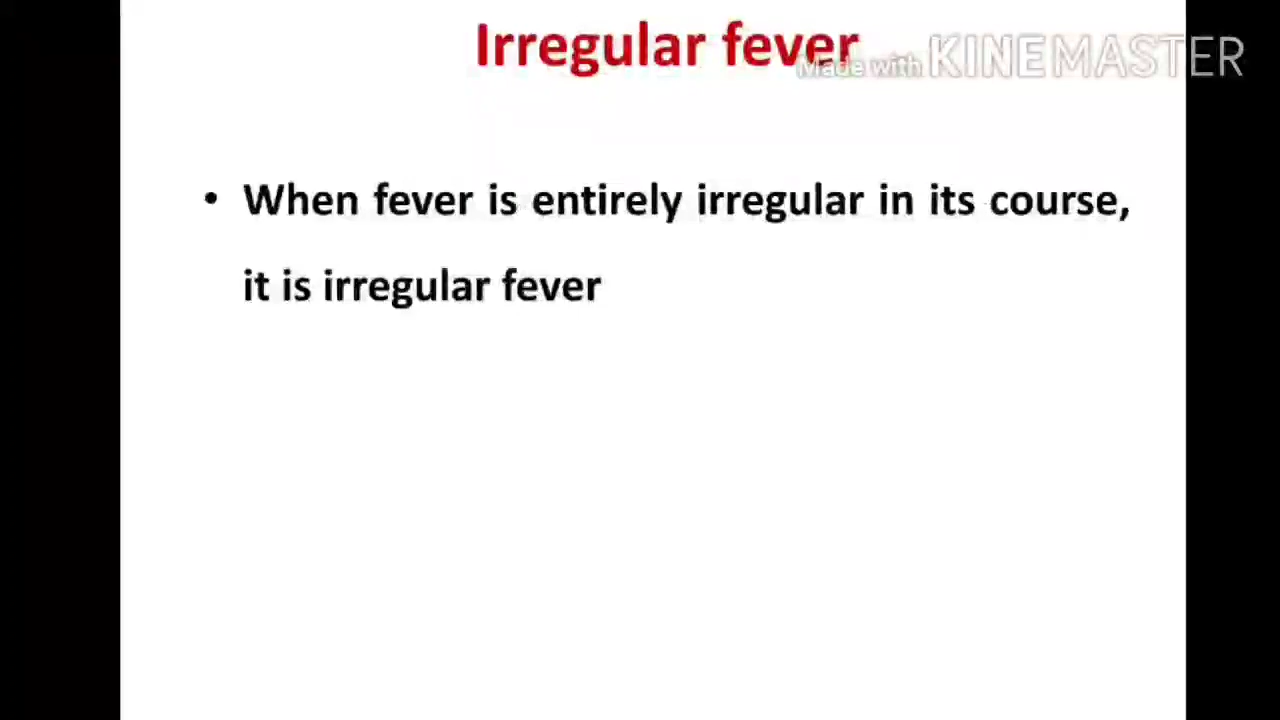 Irregular fever
Made with KINEMASTER
• When fever is entirely irregular in its course,
it is irregular fever